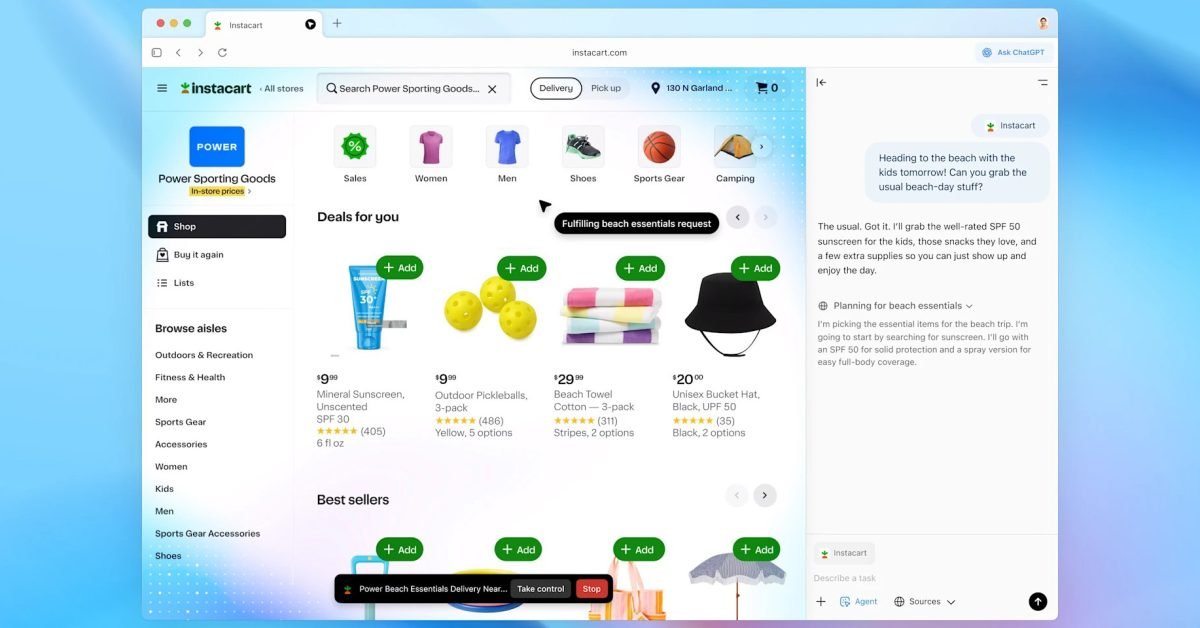 Instacart
instacart.com
Ask ChatGPT
instacart
‹ All stores
Search Power Sporting Goods...
Delivery
Pick up
130 N Garland ...
0
POWER
Power Sporting Goods
In-store prices ›
Shop
Buy it again
Lists
Browse aisles
Outdoors & Recreation
Fitness & Health
More
Sports Gear
Accessories
Women
Kids
Men
Sports Gear Accessories
Shoes
%
Sales
Women
Men
Shoes
Sports Gear
Camping
Deals for you
Fulfilling beach essentials request
+ Add
SUNSCREEN
SPF
30+
$9.99
Mineral Sunscreen,
Unscented
SPF 30
★★★★★ (405)
6 fl oz
+ Add
$9.99
Outdoor Pickleballs,
3-pack
★★★★★ (486)
Yellow, 5 options
+ Add
$29.99
Beach Towel
Cotton — 3-pack
★★★★★ (311)
Stripes, 2 options
+ Add
$20.00
Unisex Bucket Hat,
Black, UPF 50
★★★★★ (35)
Black, 2 options
Best sellers
+ Add
+ Add
+ Add
+ Add
Power Beach Essentials Delivery Near...
Take control
Stop
Instacart
Heading to the beach with the
kids tomorrow! Can you grab the
usual beach-day stuff?
The usual. Got it. I'll grab the well-rated SPF 50
sunscreen for the kids, those snacks they love, and
a few extra supplies so you can just show up and
enjoy the day.
Planning for beach essentials
I'm picking the essential items for the beach trip. I'm
going to start by searching for sunscreen. I'll go with
an SPF 50 for solid protection and a spray version for
easy full-body coverage.
Instacart
Describe a task
Agent
Sources